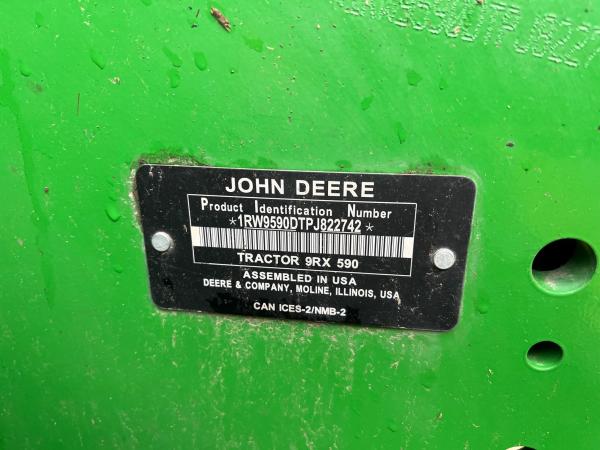 JOHN DEERE
Product Identification Number
*1RW9590DTPJ822742*
TRACTOR 9RX 590
ASSEMBLED IN USA
DEERE & COMPANY, MOLINE, ILLINOIS, USA
CAN ICES-2/NMB-2